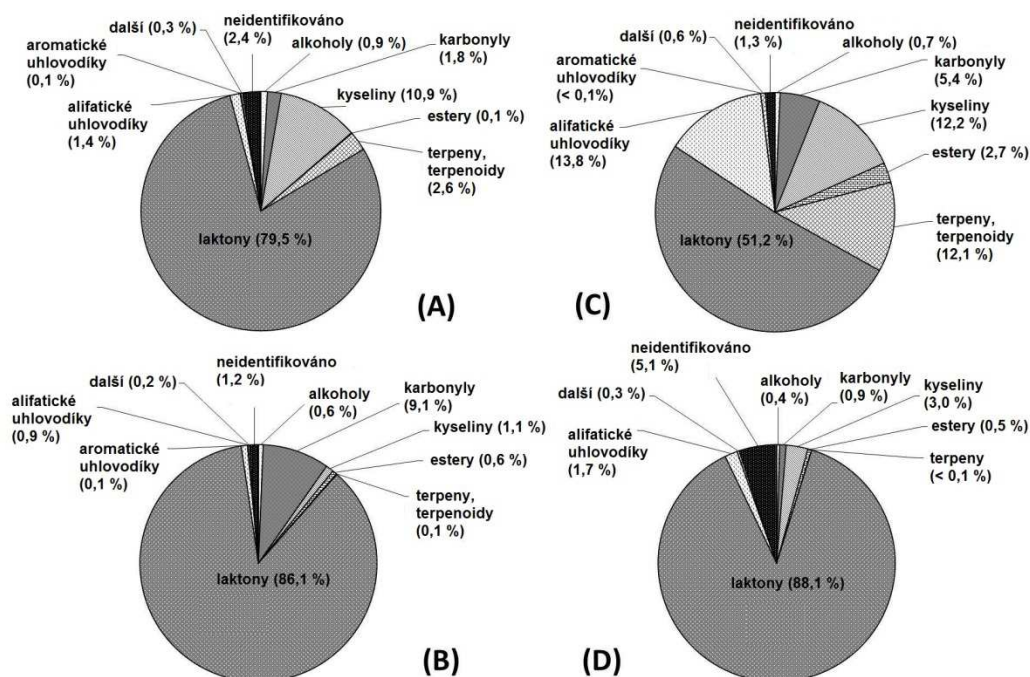 další (0,3 %)
neidentifikováno
(2,4 %)
alkoholy (0,9 %)
karbonyly
(1,8 %)
aromatické
uhlovodíky
(0,1 %)
kyseliny (10,9 %)
estery (0,1 %)
alifatické
uhlovodíky
(1,4 %)
terpeny,
terpenoidy
(2,6 %)
laktony (79,5 %)
(A)
další (0,6 %)
neidentifikováno
(1,3 %)
alkoholy (0,7 %)
karbonyly
(5,4 %)
aromatické
uhlovodíky
(< 0,1%)
kyseliny
(12,2 %)
alifatické
uhlovodíky
(13,8 %)
estery (2,7 %)
terpeny,
terpenoidy
(12,1 %)
laktony (51,2 %)
(C)
neidentifikováno
(1,2 %)
další (0,2 %)
alkoholy
(0,6 %)
karbonyly
(9,1 %)
alifatické
uhlovodíky
(0,9 %)
kyseliny (1,1 %)
aromatické
uhlovodíky
(0,1 %)
estery (0,6 %)
terpeny,
terpenoidy
(0,1 %)
laktony (86,1 %)
(B)
neidentifikováno
(5,1 %)
další (0,3 %)
alkoholy
(0,4 %)
karbonyly
(0,9 %)
kyseliny
(3,0 %)
alifatické
uhlovodíky
(1,7 %)
estery (0,5 %)
terpeny
(< 0,1 %)
laktony (88,1 %)
(D)